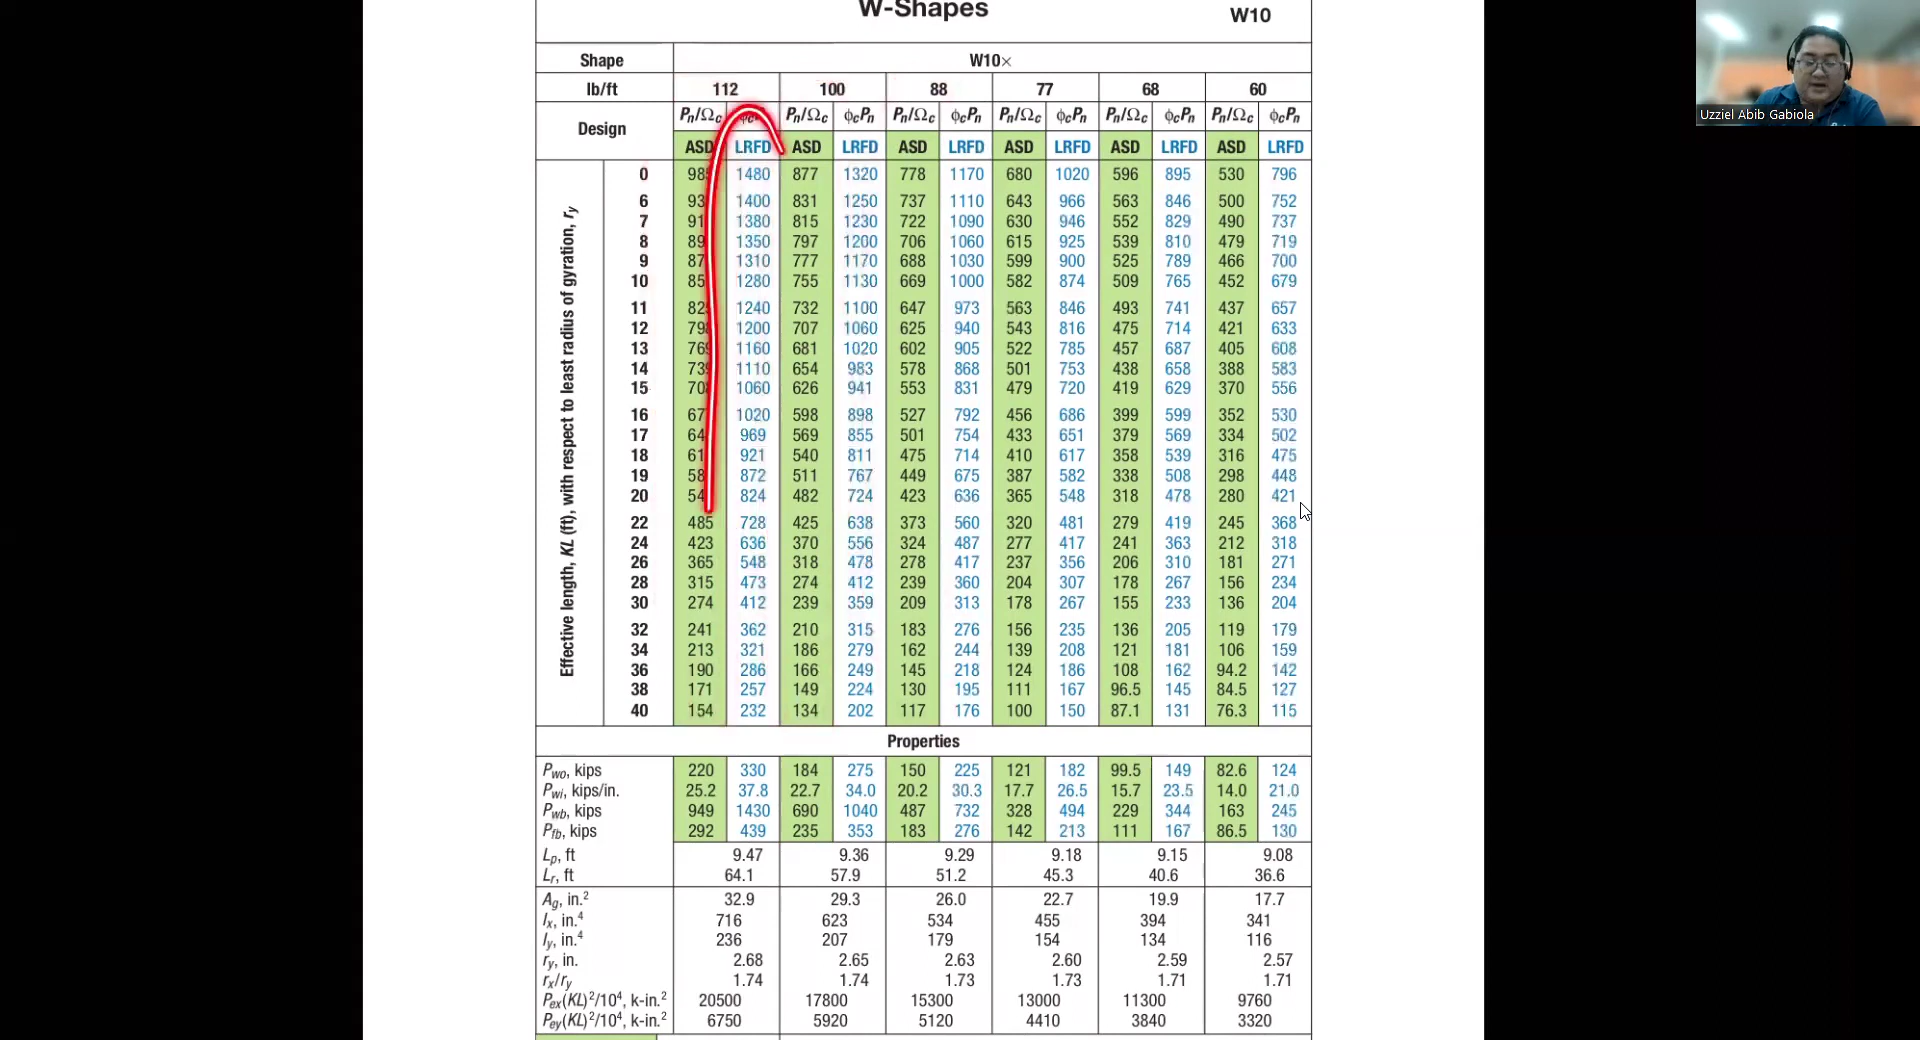 W-Shapes
W10
Uzziel Abib Gabiola
Shape W10×
lb/ft 112 100 88 77 68 60
Design Pn/Ωc Pn/Ωc ϕcPn Pn/Ωc ϕcPn Pn/Ωc ϕcPn Pn/Ωc ϕcPn Pn/Ωc ϕcPn
ASD LRFD ASD LRFD ASD LRFD ASD LRFD ASD LRFD ASD LRFD
Effective length, KL (ft), with respect to least radius of gyration, ry
0 1480 877 1320 778 1170 680 1020 596 895 530 796
6 1400 831 1250 737 1110 643 966 563 846 500 752
7 1380 815 1230 722 1090 630 946 552 829 490 737
8 1350 797 1200 706 1060 615 925 539 810 479 719
9 1310 777 1170 688 1030 599 900 525 789 466 700
10 1280 755 1130 669 1000 582 874 509 765 452 679
11 1240 732 1100 647 973 563 846 493 741 437 657
12 1200 707 1060 625 940 543 816 475 714 421 633
13 1160 681 1020 602 905 522 785 457 687 405 608
14 1110 654 983 578 868 501 753 438 658 388 583
15 1060 626 941 553 831 479 720 419 629 370 556
16 1020 598 898 527 792 456 686 399 599 352 530
17 969 569 855 501 754 433 651 379 569 334 502
18 921 540 811 475 714 410 617 358 539 316 475
19 872 511 767 449 675 387 582 338 508 298 448
20 824 482 724 423 636 365 548 318 478 280 421
22 485 728 425 638 373 560 320 481 279 419 245 368
24 423 636 370 556 324 487 277 417 241 363 212 318
26 365 548 318 478 278 417 237 356 206 310 181 271
28 315 473 274 412 239 360 204 307 178 267 156 234
30 274 412 239 359 209 313 178 267 155 233 136 204
32 241 362 210 315 183 276 156 235 136 205 119 179
34 213 321 186 279 162 244 139 208 121 181 106 159
36 190 286 166 249 145 218 124 186 108 162 94.2 142
38 171 257 149 224 130 195 111 167 96.5 145 84.5 127
40 154 232 134 202 117 176 100 150 87.1 131 76.3 115
Properties
Pwo, kips 220 330 184 275 150 225 121 182 99.5 149 82.6 124
Pwi, kips/in. 25.2 37.8 22.7 34.0 20.2 30.3 17.7 26.5 15.7 23.5 14.0 21.0
Pwb, kips 949 1430 690 1040 487 732 328 494 229 344 163 245
Pfb, kips 292 439 235 353 183 276 142 213 111 167 86.5 130
Lp, ft 9.47 9.36 9.29 9.18 9.15 9.08
Lr, ft 64.1 57.9 51.2 45.3 40.6 36.6
Ag, in.² 32.9 29.3 26.0 22.7 19.9 17.7
Ix, in.⁴ 716 623 534 455 394 341
Iy, in.⁴ 236 207 179 154 134 116
ry, in. 2.68 2.65 2.63 2.60 2.59 2.57
rx/ry 1.74 1.74 1.73 1.73 1.71 1.71
Pex(KL)²/10⁴, k-in.² 20500 17800 15300 13000 11300 9760
Pey(KL)²/10⁴, k-in.² 6750 5920 5120 4410 3840 3320